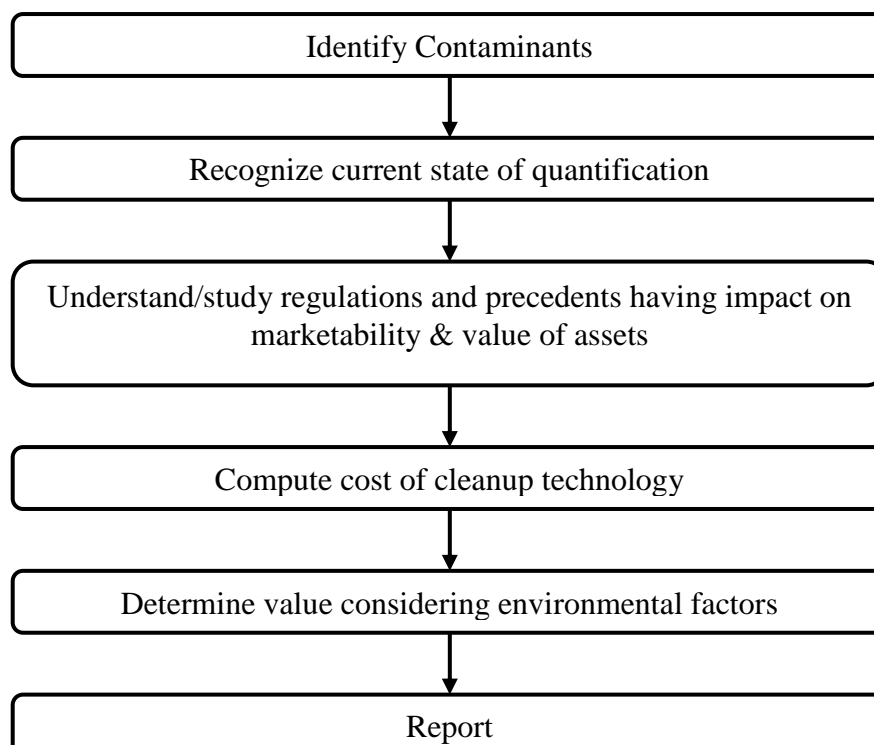 Identify Contaminants
Recognize current state of quantification
Understand/study regulations and precedents having impact on
marketability & value of assets
Compute cost of cleanup technology
Determine value considering environmental factors
Report